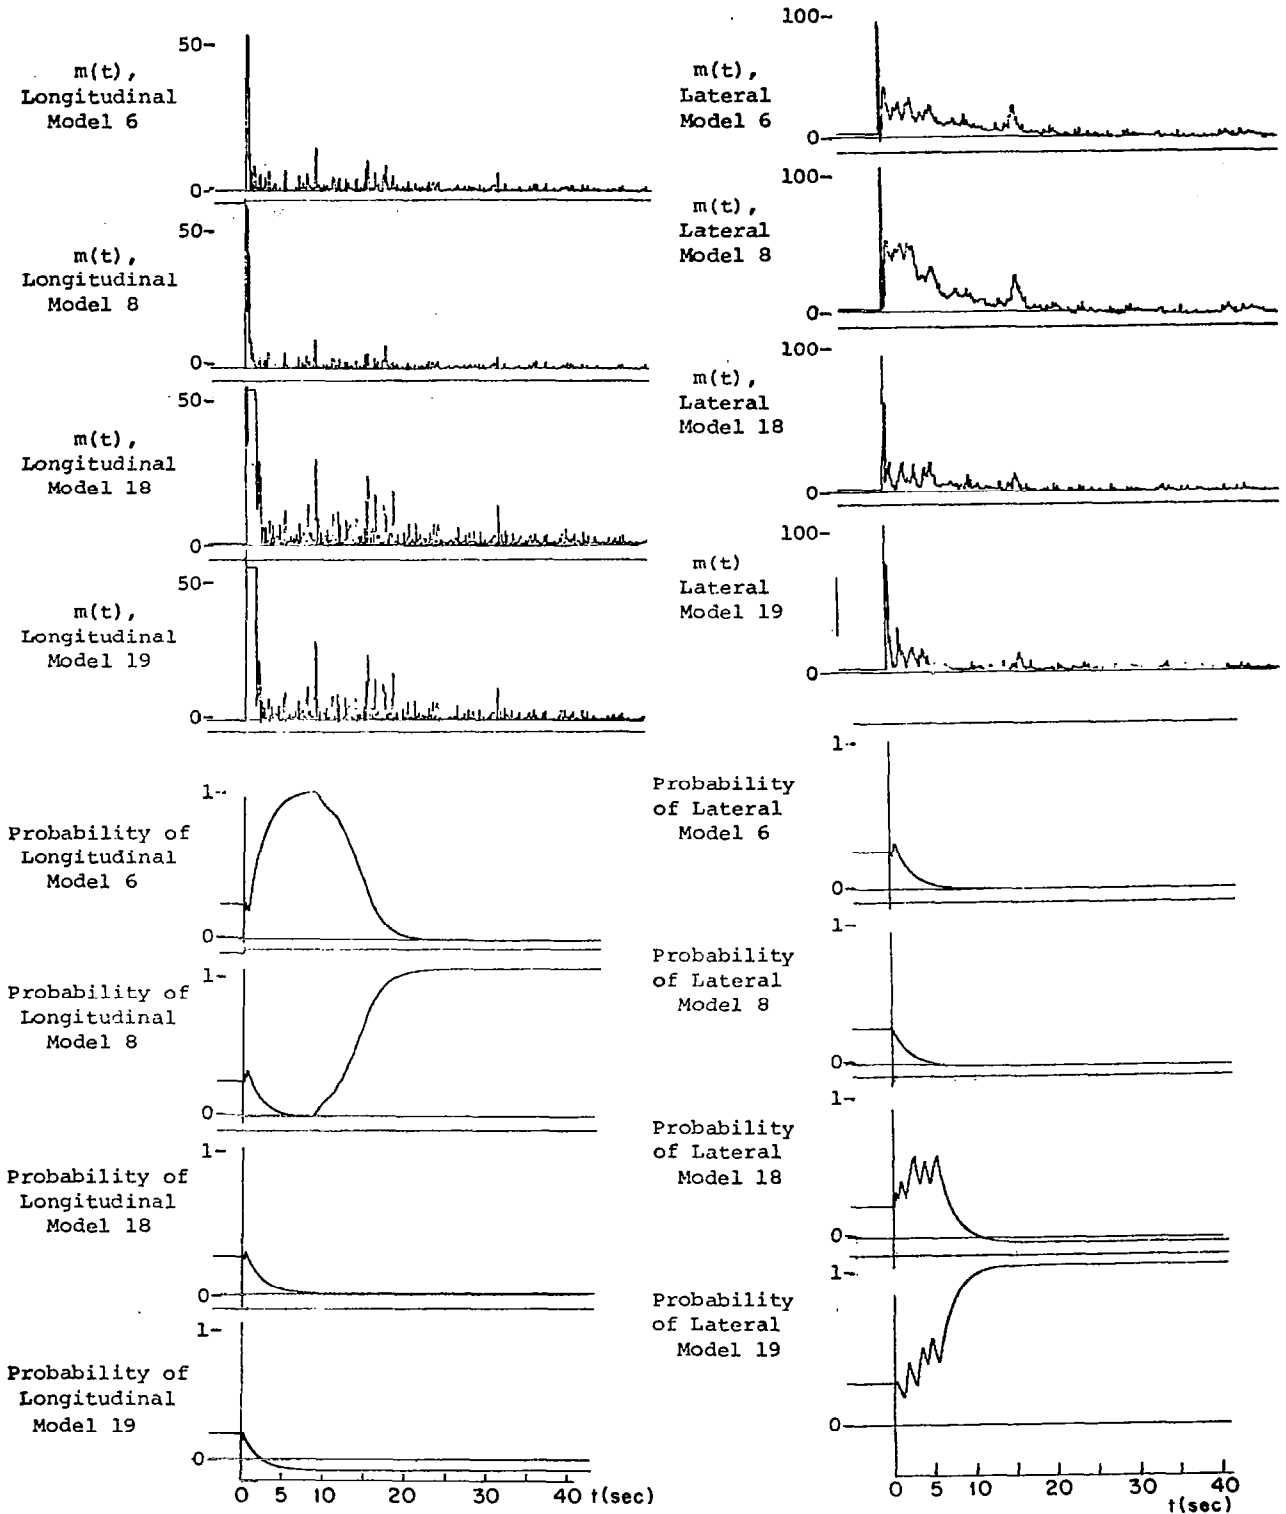 50-
m(t),
Longitudinal
Model 6
0-
50-
m(t),
Longitudinal
Model 8
0-
50-
m(t),
Longitudinal
Model 18
0-
50-
m(t),
Longitudinal
Model 19
0-
1-
Probability of
Longitudinal
Model 6
0-
1-
Probability of
Longitudinal
Model 8
0-
1-
Probability of
Longitudinal
Model 18
0-
1-
Probability of
Longitudinal
Model 19
0-
0 5 10 20 30 40 t(sec)
100-
m(t),
Lateral
Model 6
0-
100-
m(t),
Lateral
Model 8
0-
100-
m(t),
Lateral
Model 18
0-
100-
m(t)
Lateral
Model 19
0-
1-
Probability
of Lateral
Model 6
0-
1-
Probability
of Lateral
Model 8
0-
1-
Probability
of Lateral
Model 18
0-
1-
Probability
of Lateral
Model 19
0-
0 5 10 20 30 40
t(sec)